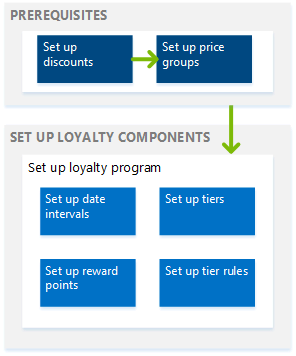 PREREQUISITES
Set up
discounts
Set up price
groups
SET UP LOYALTY COMPONENTS
Set up loyalty program
Set up date
intervals
Set up tiers
Set up reward
points
Set up tier rules